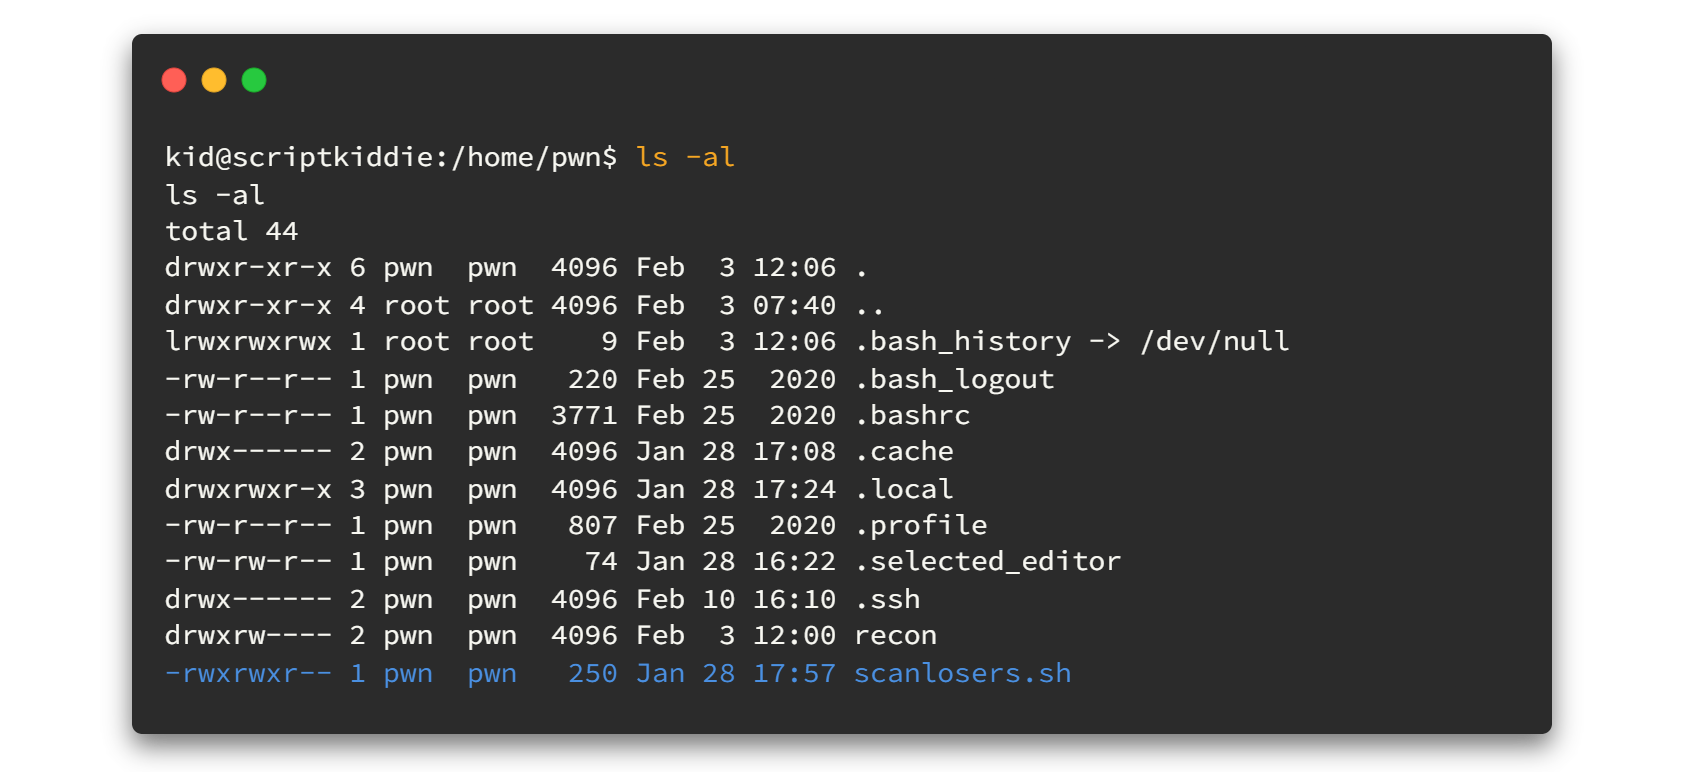 kid@scriptkiddie:/home/pwn$ ls -al
ls -al
total 44
drwxr-xr-x 6 pwn  pwn  4096 Feb  3 12:06 .
drwxr-xr-x 4 root root 4096 Feb  3 07:40 ..
lrwxrwxrwx 1 root root    9 Feb  3 12:06 .bash_history -> /dev/null
-rw-r--r-- 1 pwn  pwn   220 Feb 25  2020 .bash_logout
-rw-r--r-- 1 pwn  pwn  3771 Feb 25  2020 .bashrc
drwx------ 2 pwn  pwn  4096 Jan 28 17:08 .cache
drwxrwxr-x 3 pwn  pwn  4096 Jan 28 17:24 .local
-rw-r--r-- 1 pwn  pwn   807 Feb 25  2020 .profile
-rw-rw-r-- 1 pwn  pwn    74 Jan 28 16:22 .selected_editor
drwx------ 2 pwn  pwn  4096 Feb 10 16:10 .ssh
drwxrw---- 2 pwn  pwn  4096 Feb  3 12:00 recon
-rwxrwxr-- 1 pwn  pwn   250 Jan 28 17:57 scanlosers.sh